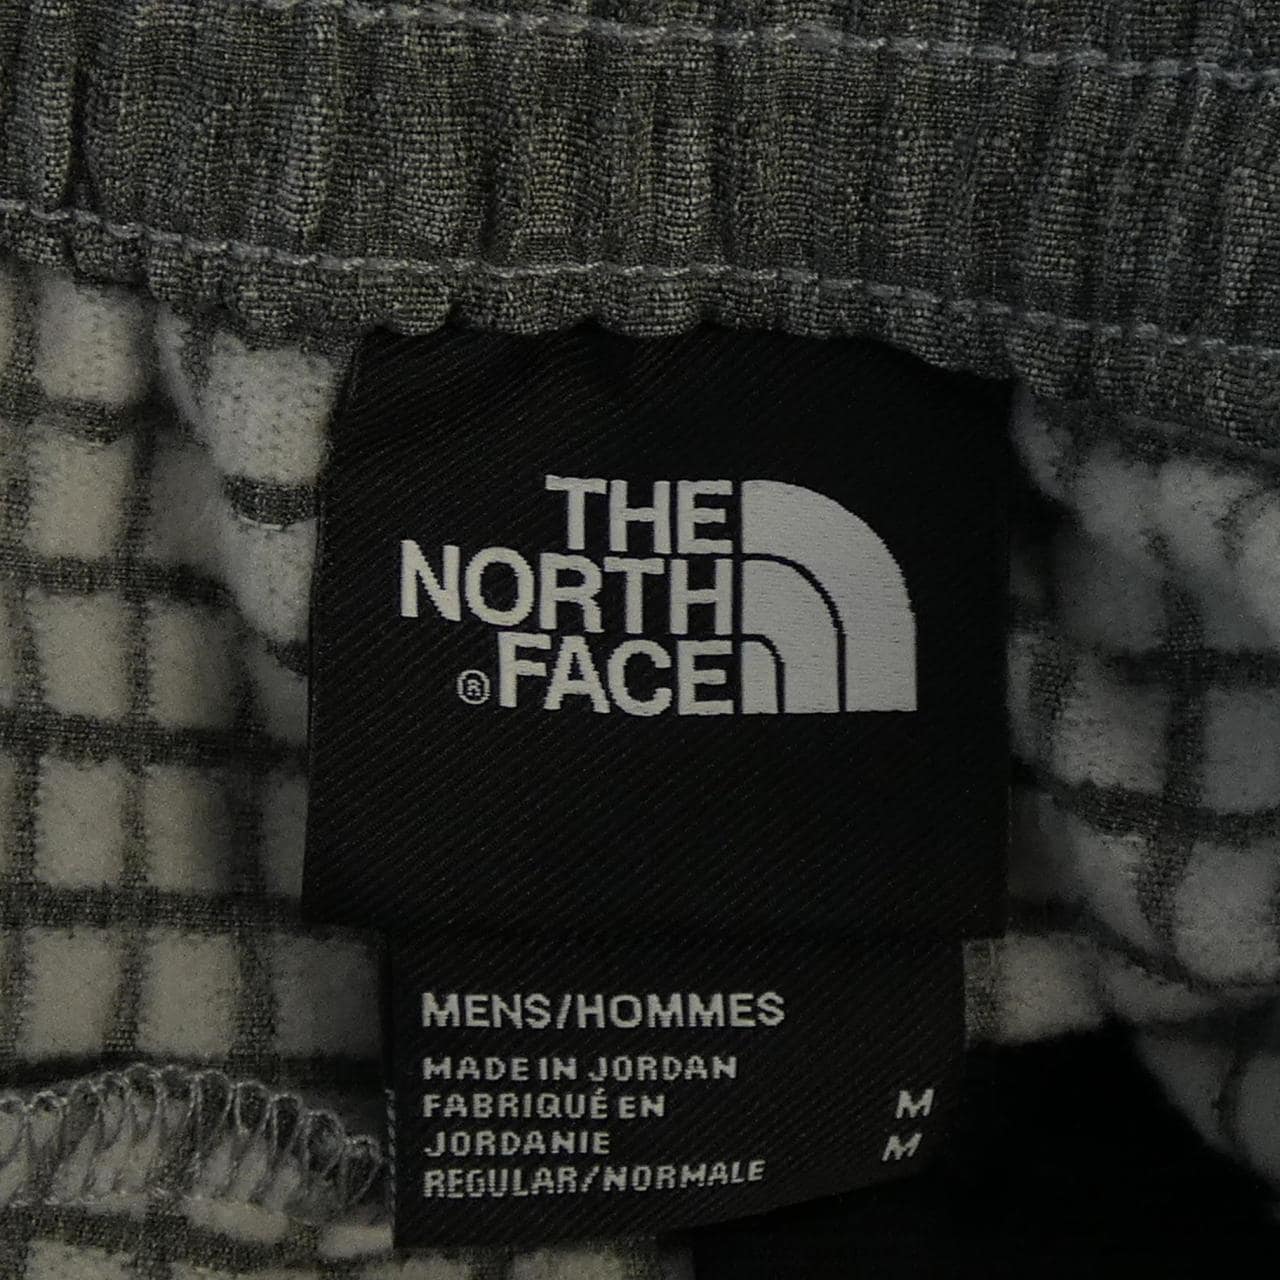 THE
NORTH
FACE
®
MENS/HOMMES
MADE IN JORDAN
FABRIQUÉ EN M
JORDANIE M
REGULAR/NORMALE